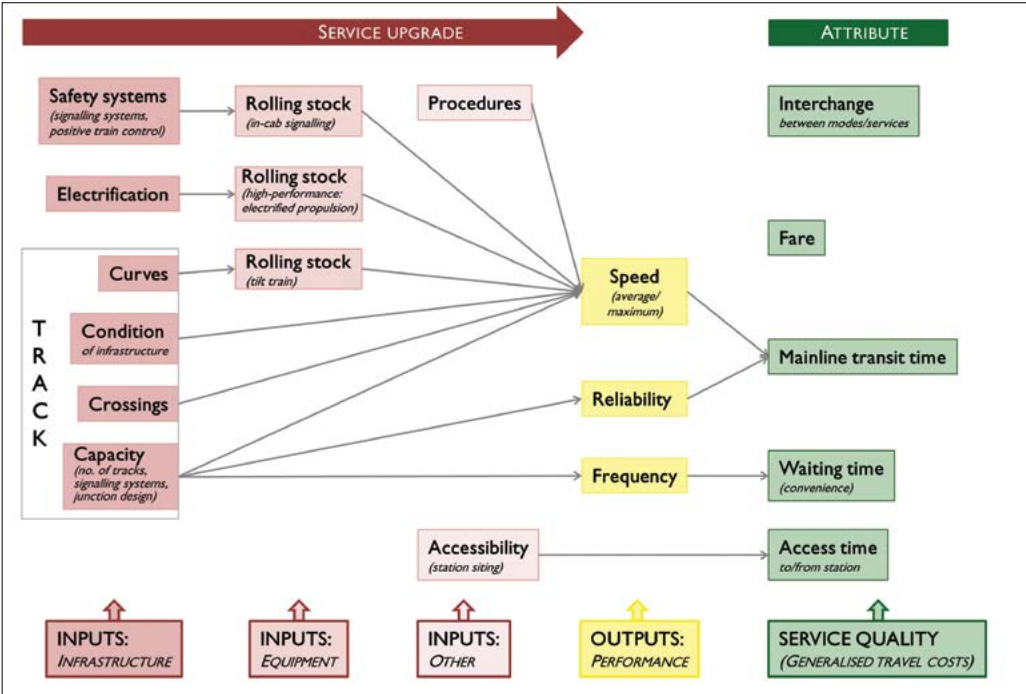 SERVICE UPGRADE
ATTRIBUTE
Safety systems
(signalling systems,
positive train control)
Rolling stock
(in-cab signalling)
Procedures
Interchange
between modes/services
Electrification
Rolling stock
(high-performance:
electrified propulsion)
Fare
TRACK
Curves
Rolling stock
(tilt train)
Speed
(average/
maximum)
Condition
of infrastructure
Mainline transit time
Crossings
Reliability
Capacity
(no. of tracks,
signalling systems,
junction design)
Frequency
Waiting time
(convenience)
Accessibility
(station siting)
Access time
to/from station
INPUTS:
INFRASTRUCTURE
INPUTS:
EQUIPMENT
INPUTS:
OTHER
OUTPUTS:
PERFORMANCE
SERVICE QUALITY
(GENERALISED TRAVEL COSTS)